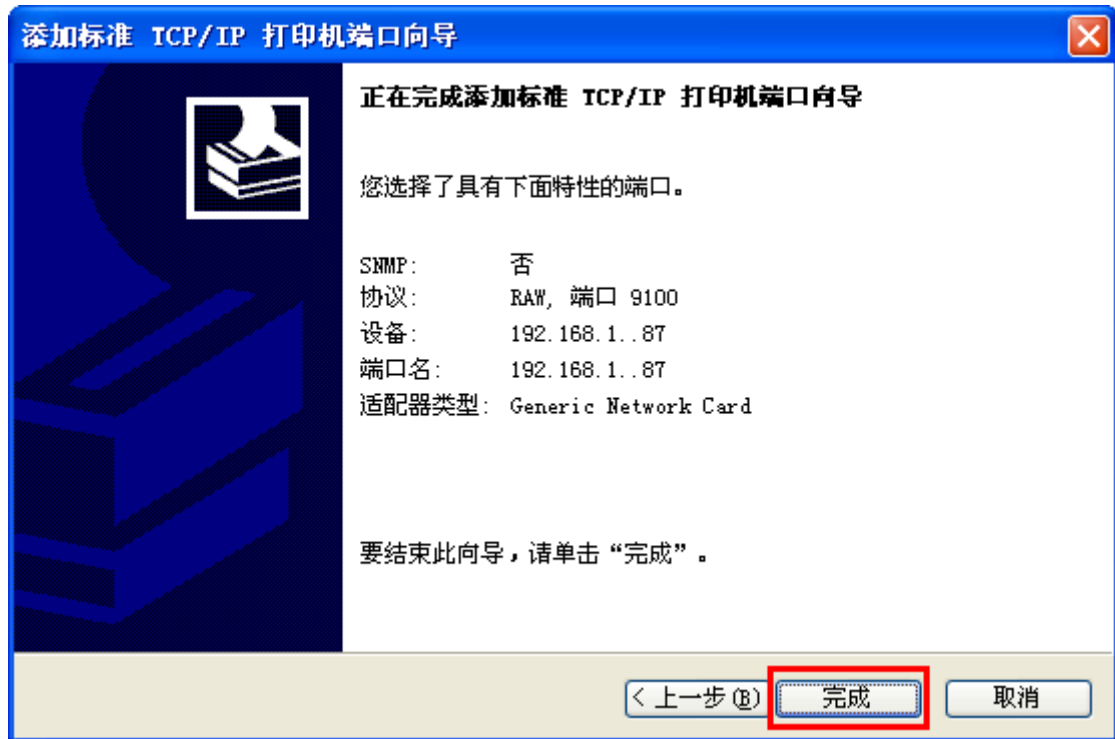 添加标准 TCP/IP 打印机端口向导
正在完成添加标准 TCP/IP 打印机端口向导
您选择了具有下面特性的端口。
SNMP: 否
协议: RAW, 端口 9100
设备: 192.168.1..87
端口名: 192.168.1..87
适配器类型: Generic Network Card
要结束此向导，请单击“完成”。
< 上一步(B) 完成 取消